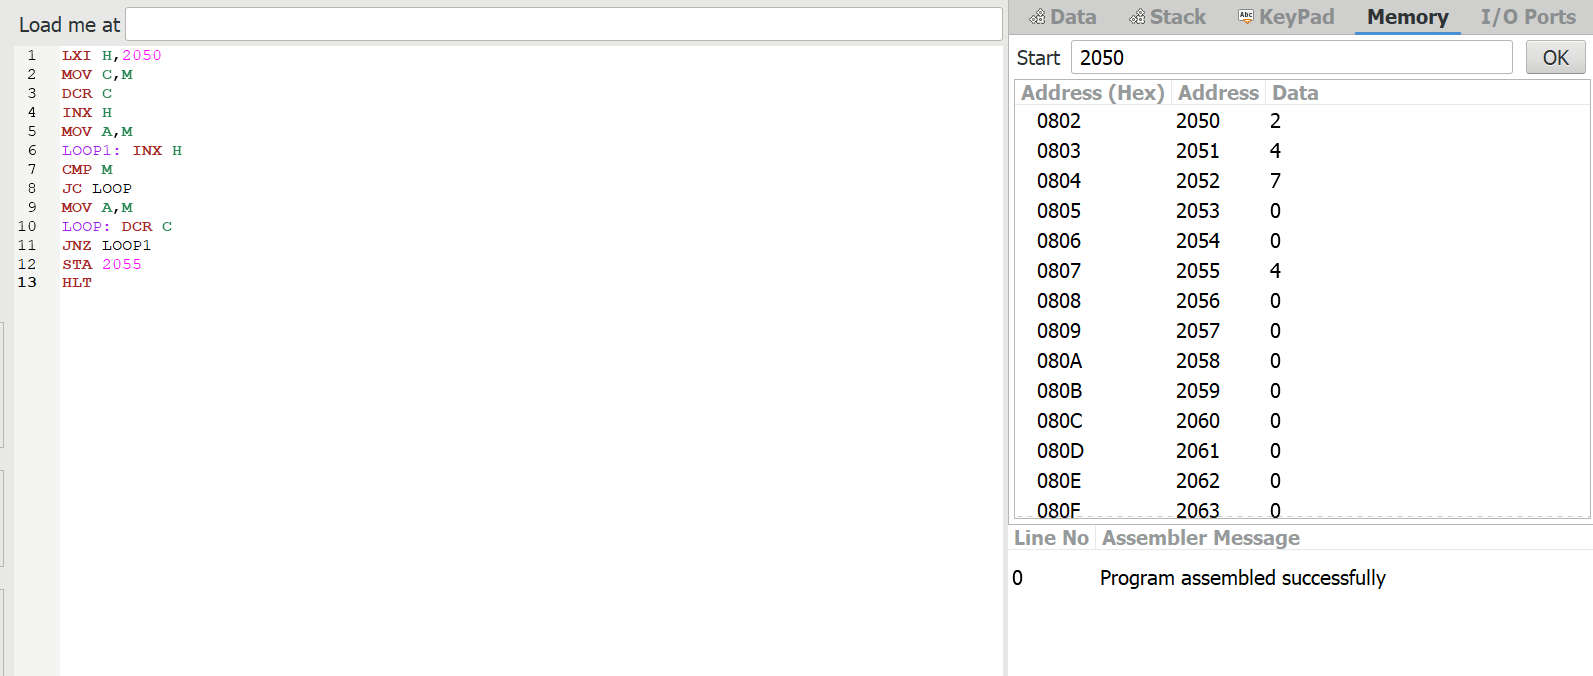 Load me at
1 LXI H,2050
2 MOV C,M
3 DCR C
4 INX H
5 MOV A,M
6 LOOP1: INX H
7 CMP M
8 JC LOOP
9 MOV A,M
10 LOOP: DCR C
11 JNZ LOOP1
12 STA 2055
13 HLT
Data Stack Abc KeyPad Memory I/O Ports
Start 2050 OK
Address (Hex) Address Data
0802 2050 2
0803 2051 4
0804 2052 7
0805 2053 0
0806 2054 0
0807 2055 4
0808 2056 0
0809 2057 0
080A 2058 0
080B 2059 0
080C 2060 0
080D 2061 0
080E 2062 0
080F 2063 0
Line No Assembler Message
0 Program assembled successfully